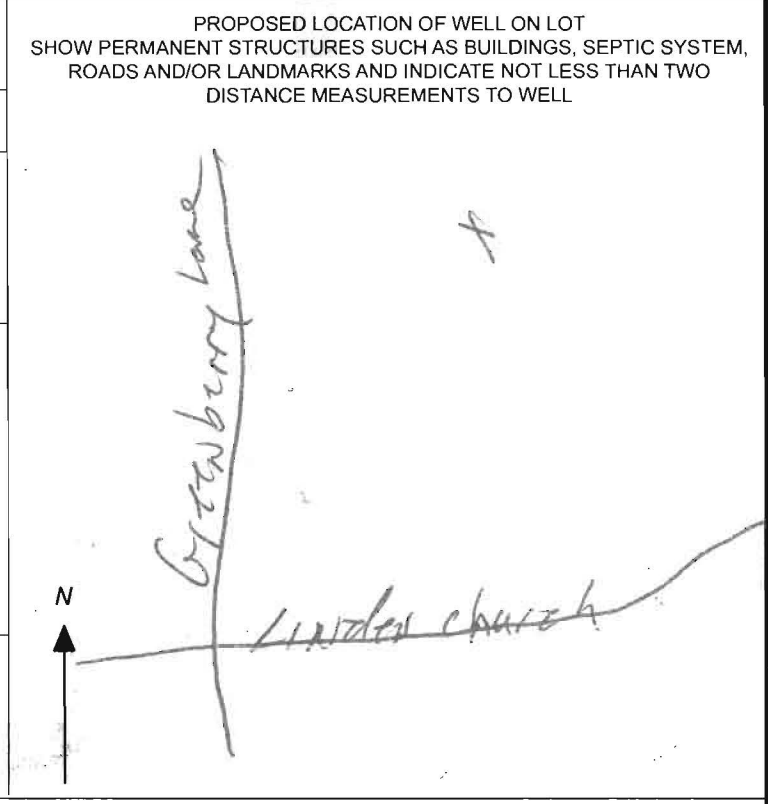 PROPOSED LOCATION OF WELL ON LOT
SHOW PERMANENT STRUCTURES SUCH AS BUILDINGS, SEPTIC SYSTEM,
ROADS AND/OR LANDMARKS AND INDICATE NOT LESS THAN TWO
DISTANCE MEASUREMENTS TO WELL
X
Greenberry Lane
N
Linden church